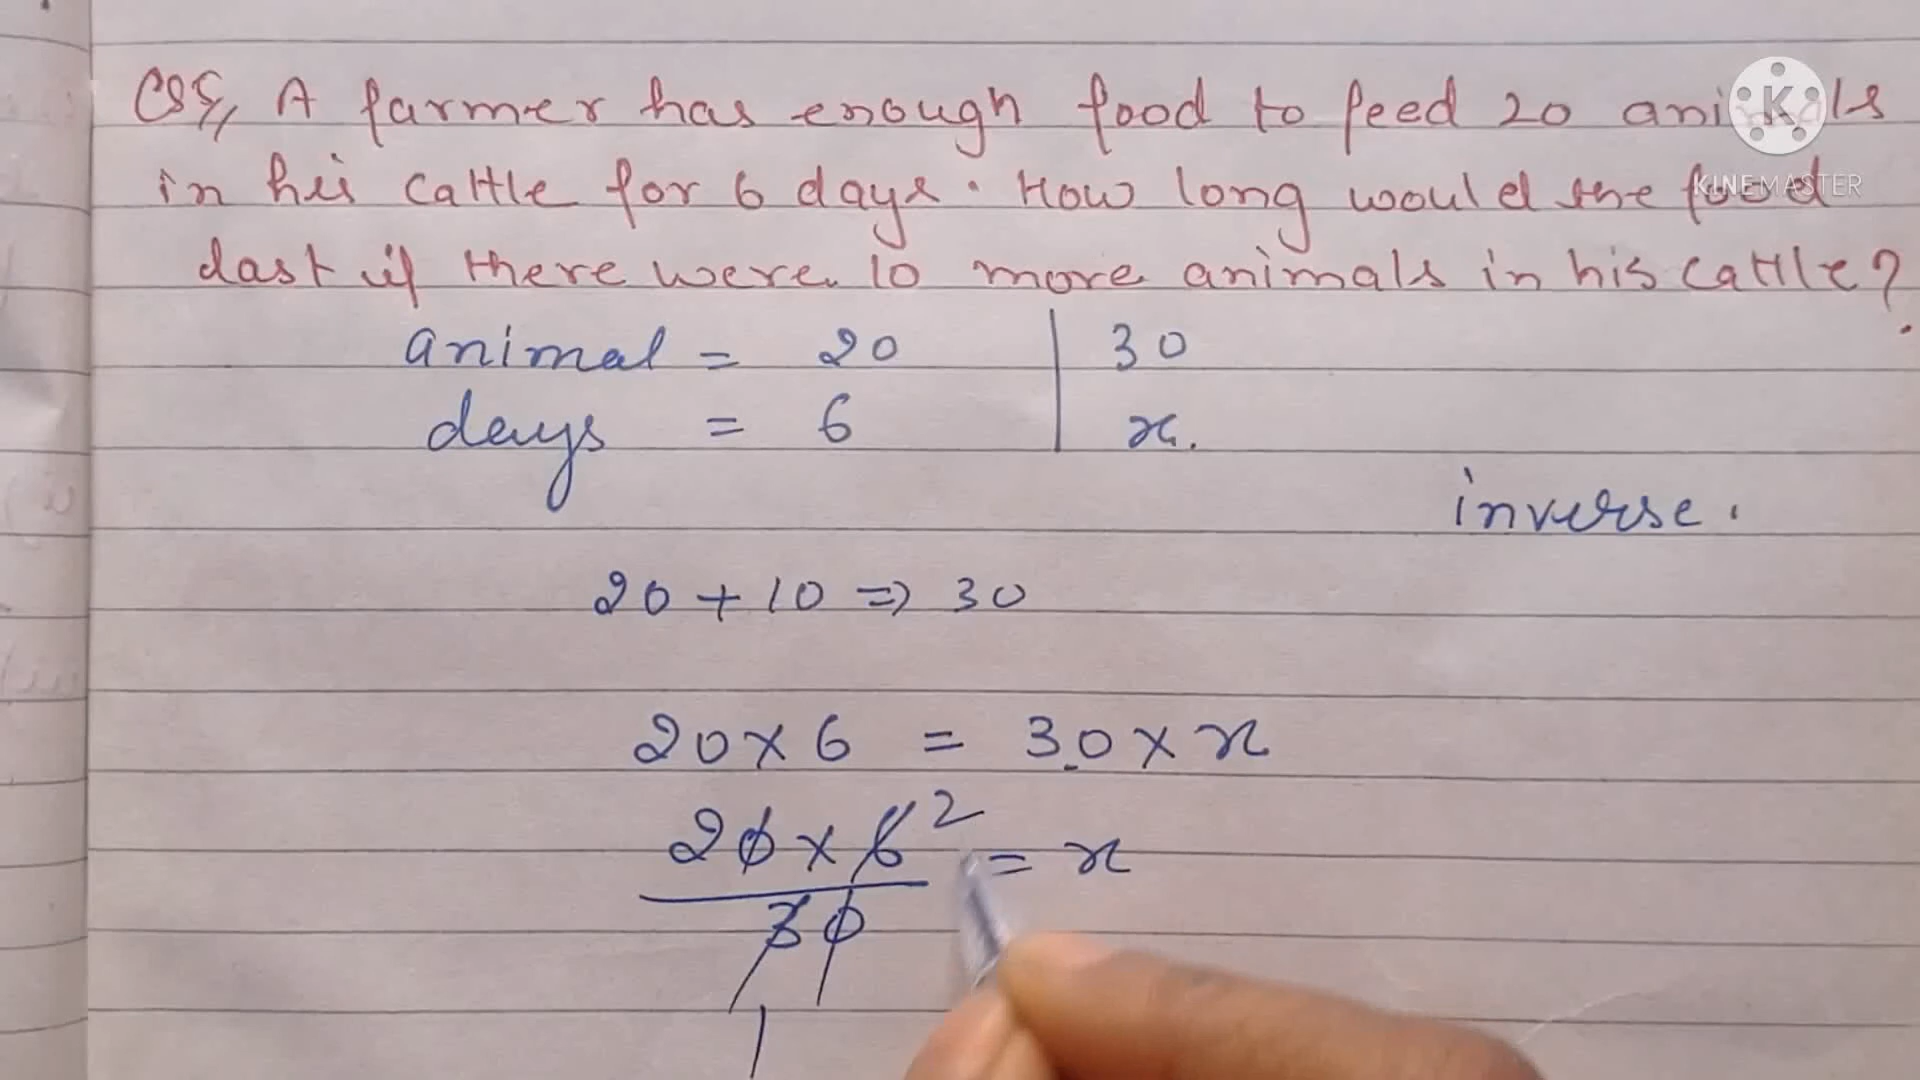 Q5, A farmer has enough food to feed 20 animals
in his cattle for 6 days. How long would the food
last if there were 10 more animals in his cattle?
animal = 20 | 30
days = 6 | x.
inverse.
20 + 10 => 30
20 x 6 = 30 x x
20 x 6 2 = x
30
1
K
KINEMASTER